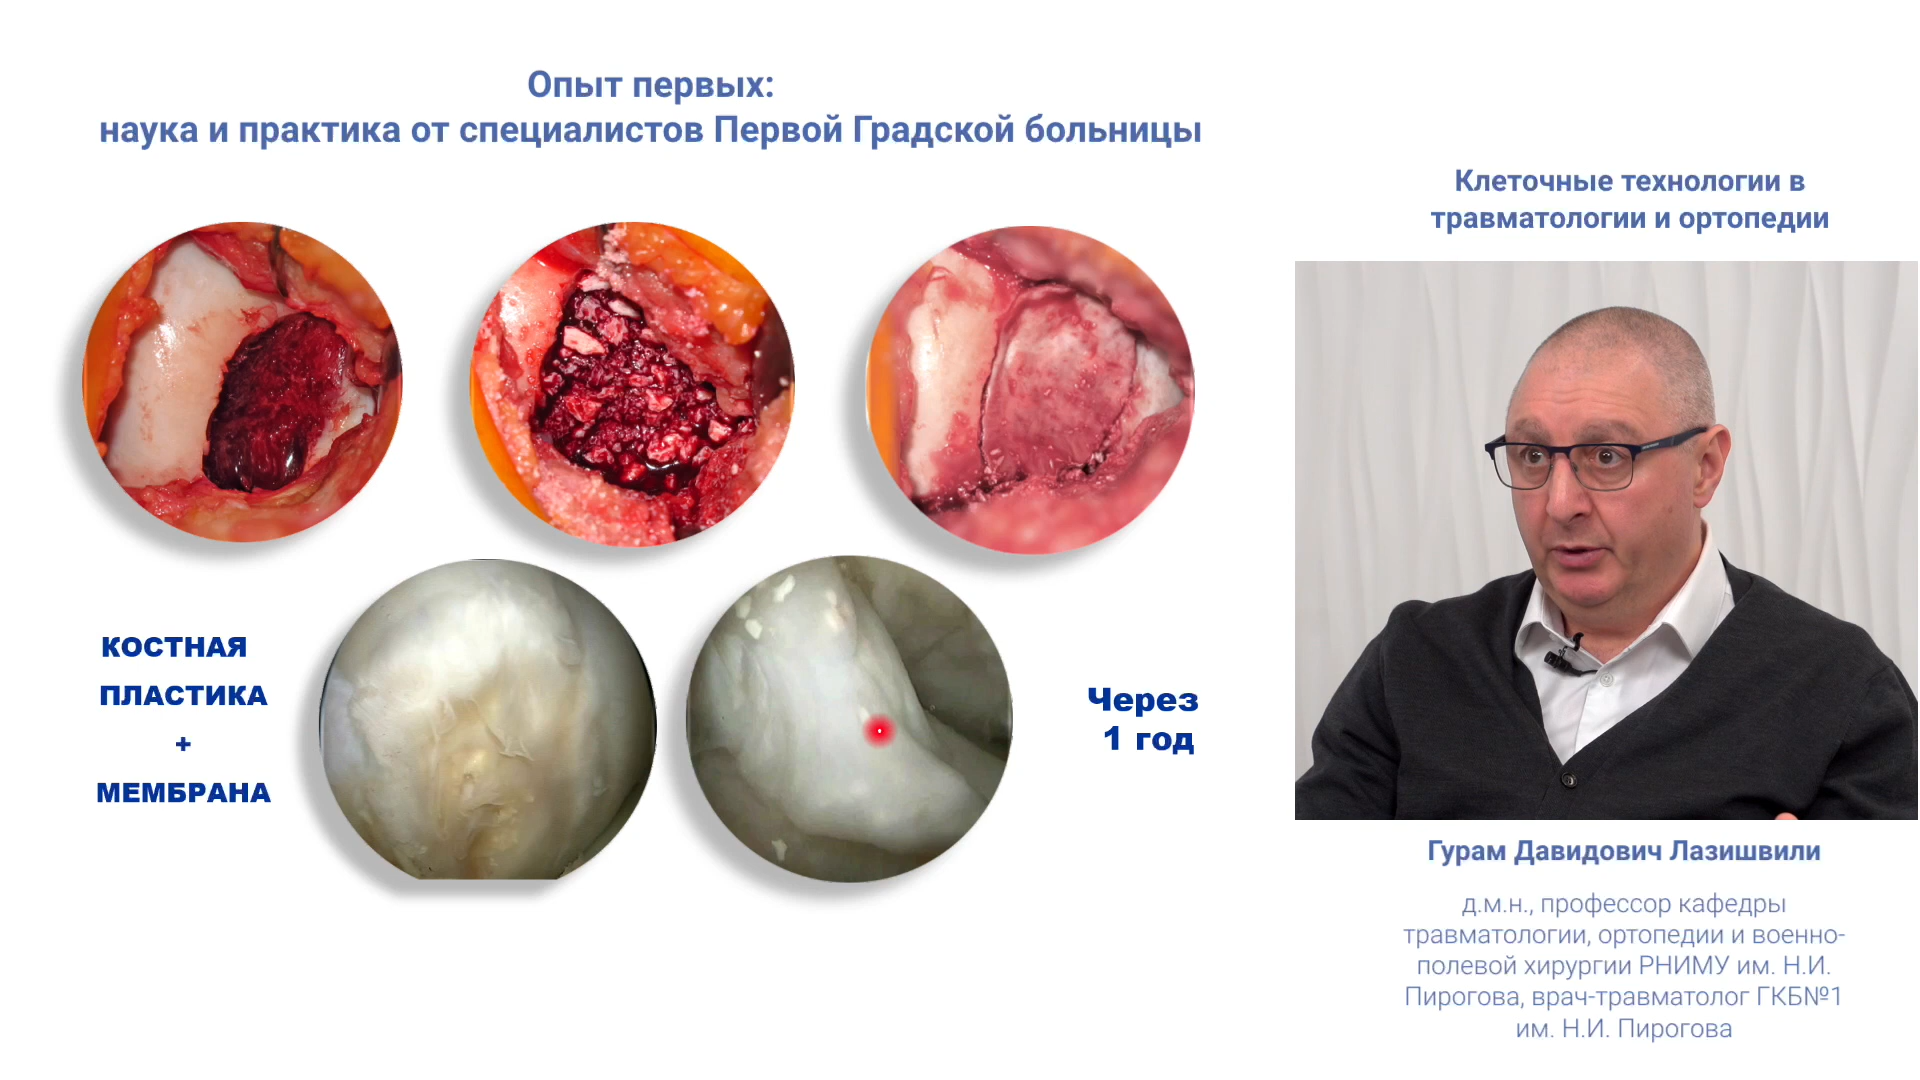 Опыт первых:
наука и практика от специалистов Первой Градской больницы
Клеточные технологии в
травматологии и ортопедии
КОСТНАЯ
ПЛАСТИКА
+
МЕМБРАНА
Через
1 год
Гурам Давидович Лазишвили
д.м.н., профессор кафедры
травматологии, ортопедии и военно-
полевой хирургии РНИМУ им. Н.И.
Пирогова, врач-травматолог ГКБ№1
им. Н.И. Пирогова